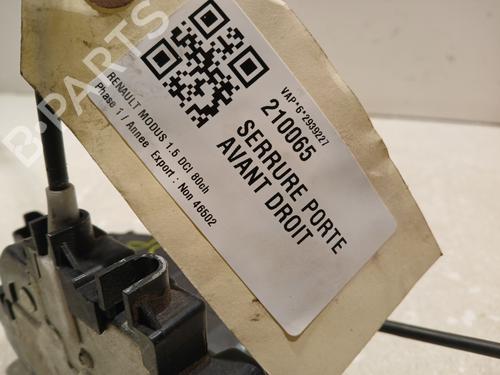 VAP*6*2939227
210065
SERRURE PORTE
AVANT DROIT
RENAULT MODUS 1.5 DCI 80ch
Phase 1 / Annee Export : Non 46502
B-PARTS